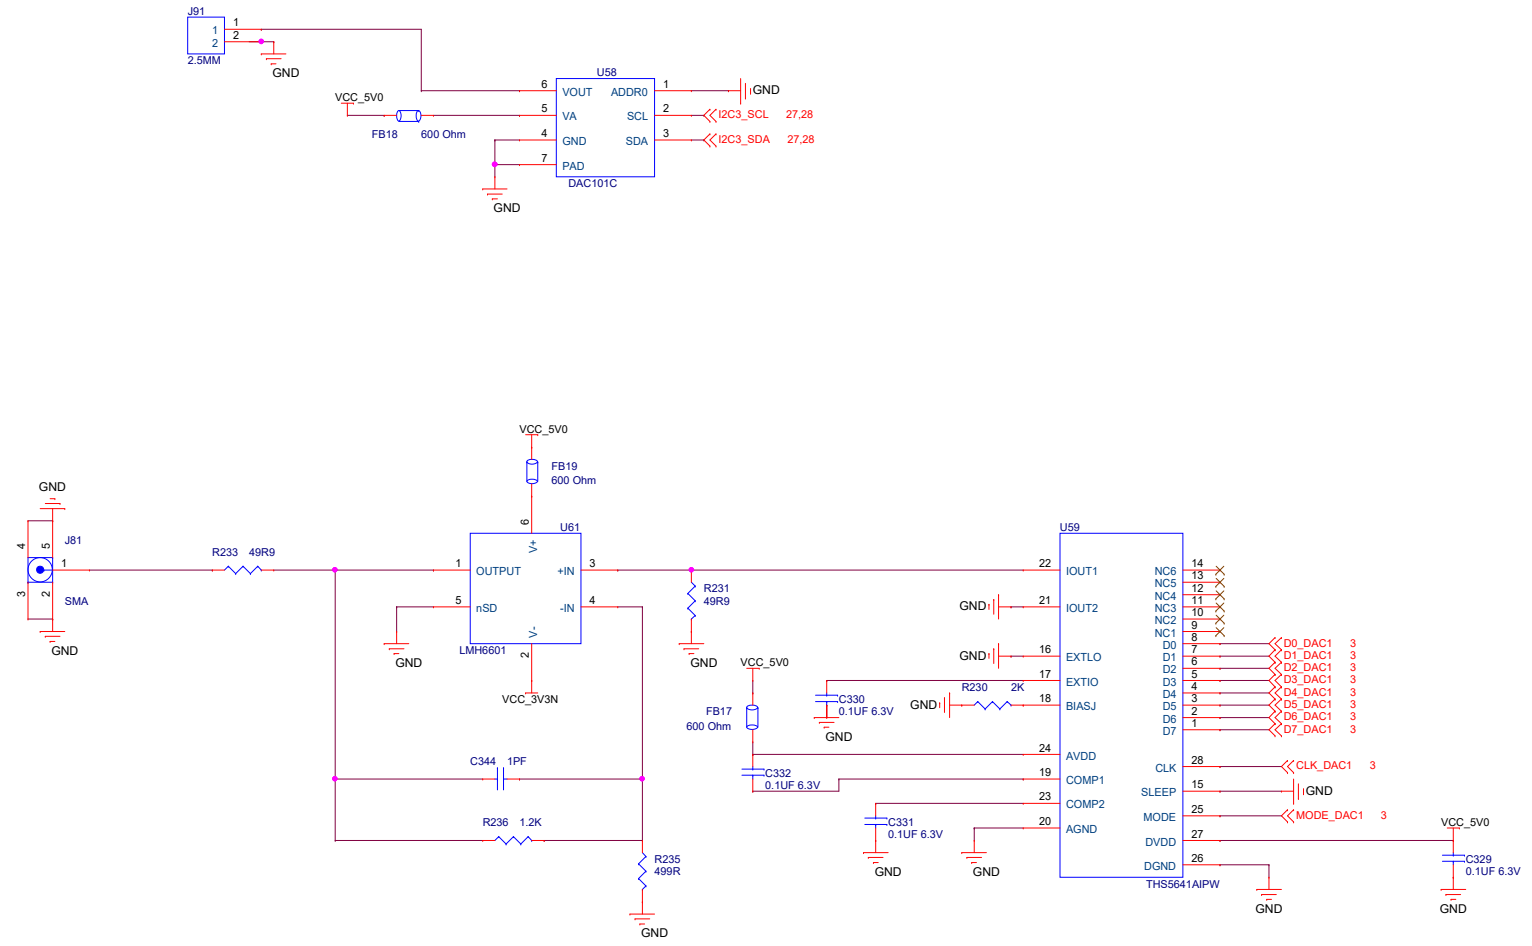 J91
1
1
2
2
2.5MM
GND
U58
VCC_5V0
FB18 600 Ohm
6 VOUT ADDR0 1 GND
5 VA SCL 2 I2C3_SCL 27,28
4 GND SDA 3 I2C3_SDA 27,28
7 PAD
DAC101C
GND
VCC_5V0
FB19
600 Ohm
GND
4
5
J81
1
3
2
SMA
GND
R233 49R9
6
U61
V+
1 OUTPUT +IN 3
5 nSD -IN 4
V-
LMH6601
2
GND
VCC_3V3N
R231
49R9
GND
C344 1PF
R236 1.2K
R235
499R
GND
U59
22 IOUT1
GND 21 IOUT2
GND 16 EXTLO
17 EXTIO
C330
0.1UF 6.3V
GND
GND R230 2K 18 BIASJ
VCC_5V0
FB17
600 Ohm
24 AVDD
C332
0.1UF 6.3V
19 COMP1
23 COMP2
C331
0.1UF 6.3V
GND
20 AGND
GND
NC6 14
NC5 13
NC4 12
NC3 11
NC2 10
NC1 9
D0 8 D0_DAC1 3
D1 7 D1_DAC1 3
D2 6 D2_DAC1 3
D3 5 D3_DAC1 3
D4 4 D4_DAC1 3
D5 3 D5_DAC1 3
D6 2 D6_DAC1 3
D7 1 D7_DAC1 3
CLK 28 CLK_DAC1 3
SLEEP 15 GND
MODE 25 MODE_DAC1 3
DVDD 27 VCC_5V0
DGND 26
THS5641AIPW
GND
C329
0.1UF 6.3V
GND